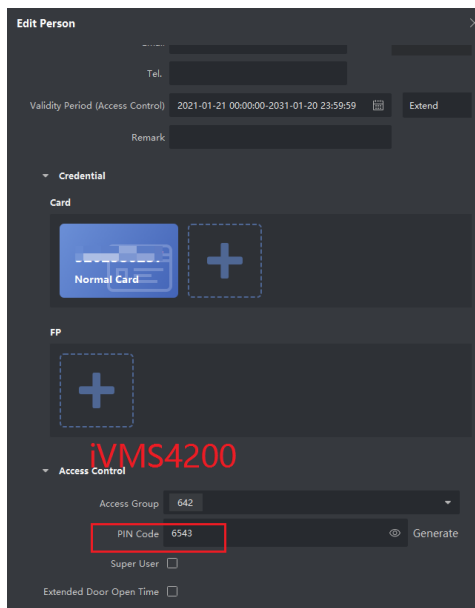 Edit Person
Tel.
Validity Period (Access Control) 2021-01-21 00:00:00-2031-01-20 23:59:59 Extend
Remark
Credential
Card
Normal Card
FP
iVMS4200
Access Control
Access Group 642
PIN Code 6543 Generate
Super User
Extended Door Open Time